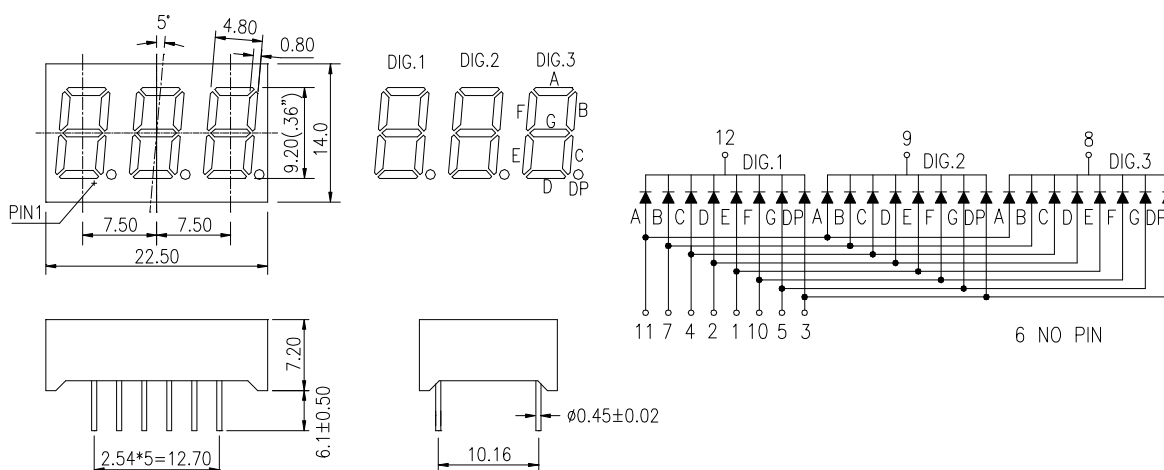 5°
4.80
0.80
9.20(.36")
14.0
PIN1
7.50 7.50
22.50
DIG.1 DIG.2 DIG.3
A
F B
G
E C
D DP
12 9 8
DIG.1 DIG.2 DIG.3
A B C D E F G DP A B C D E F G DP A B C D E F G DP
11 7 4 2 1 10 5 3
6 NO PIN
7.20
6.1±0.50
2.54*5=12.70
10.16
ø0.45±0.02